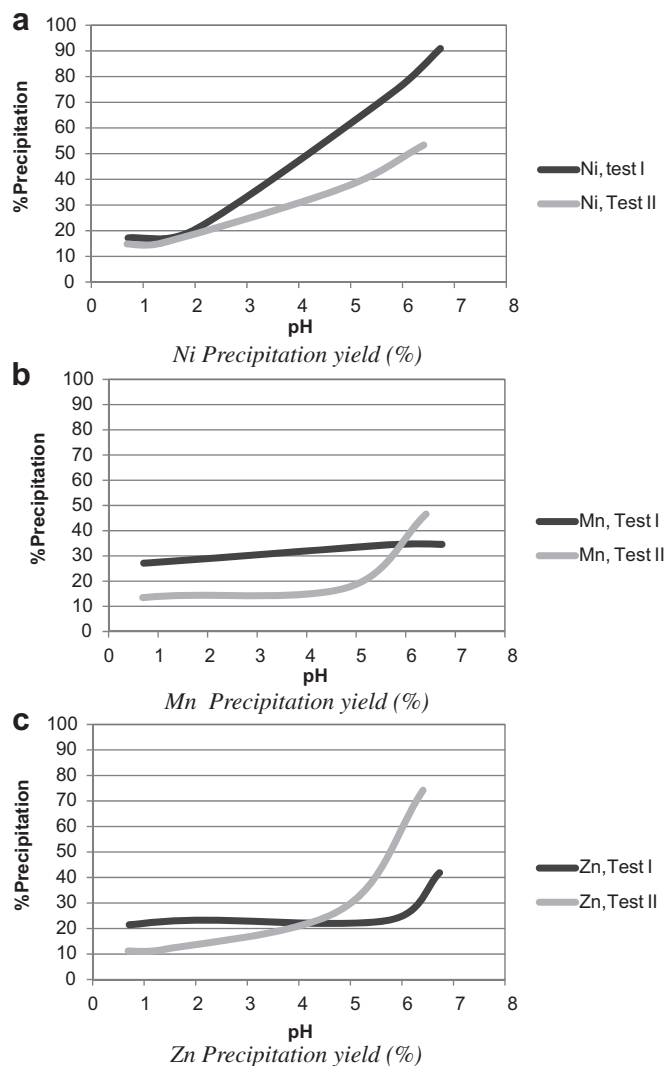 a
100
90
80
70
60
50
40
30
20
10
0
%Precipitation
0 1 2 3 4 5 6 7 8
pH
Ni, test I
Ni, Test II
Ni Precipitation yield (%)
b
100
90
80
70
60
50
40
30
20
10
0
%Precipitation
0 1 2 3 4 5 6 7 8
pH
Mn, Test I
Mn, Test II
Mn Precipitation yield (%)
c
100
90
80
70
60
50
40
30
20
10
0
%Precipitation
0 1 2 3 4 5 6 7 8
pH
Zn, Test I
Zn, Test II
Zn Precipitation yield (%)